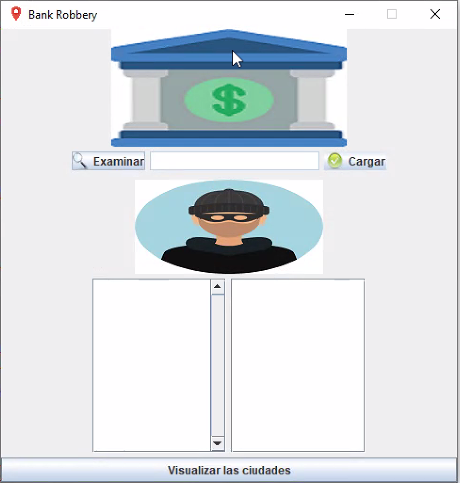 Bank Robbery
$
Examinar Cargar
Visualizar las ciudades